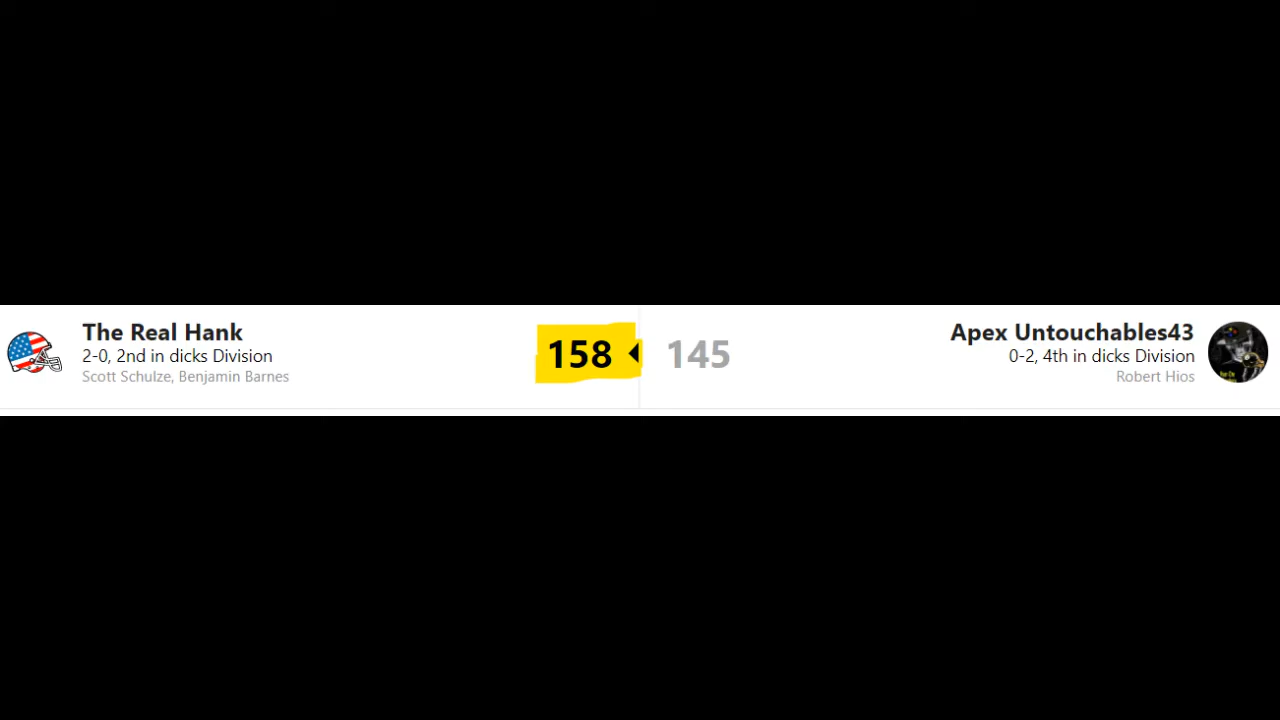 The Real Hank
2-0, 2nd in dicks Division
Scott Schulze, Benjamin Barnes
158
145
Apex Untouchables43
0-2, 4th in dicks Division
Robert Hios